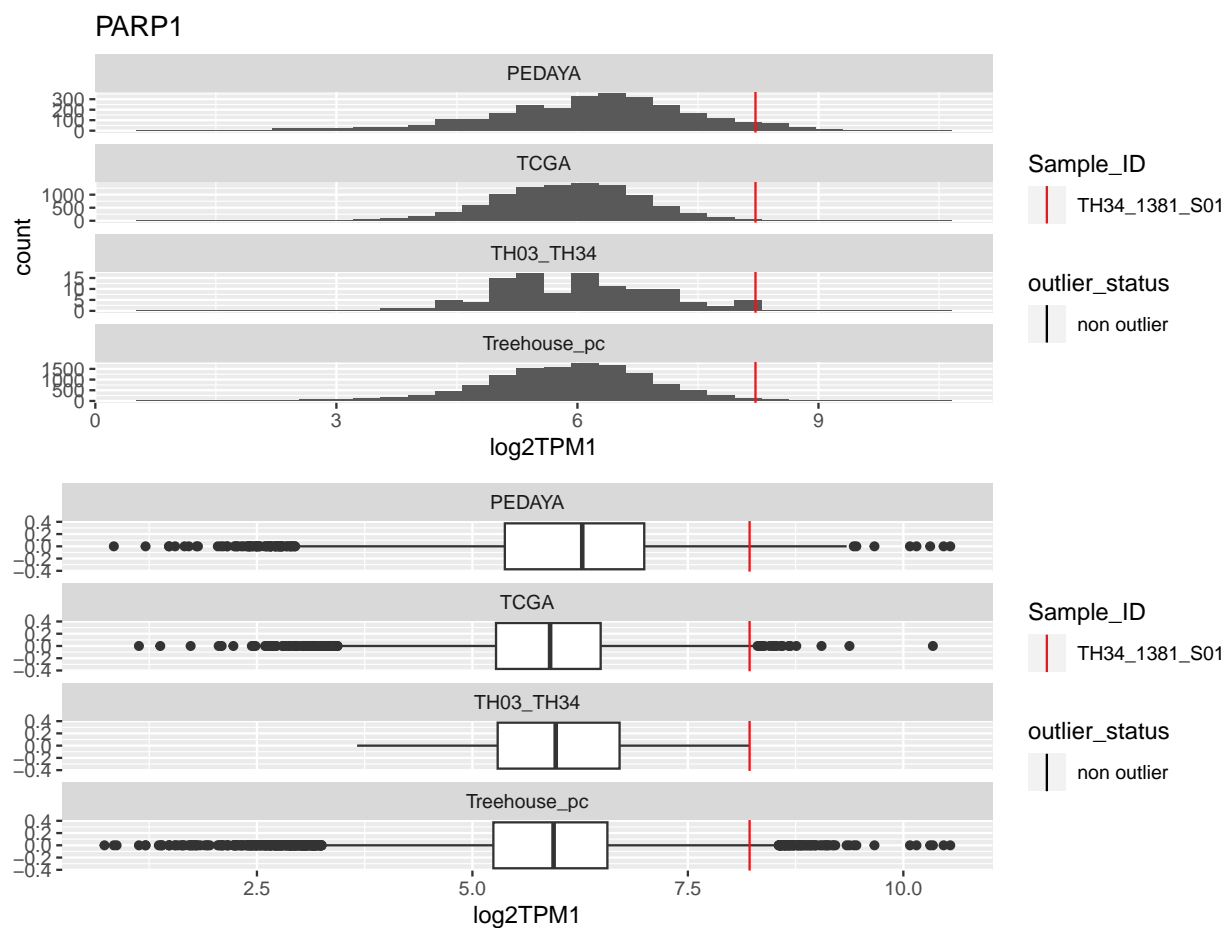 PARP1
PEDAYA
300
200
100
0
TCGA
1000
500
0
TH03_TH34
15
10
5
0
Treehouse_pc
1500
1000
500
0
0 3 6 9
log2TPM1
count
Sample_ID
TH34_1381_S01
outlier_status
non outlier
PEDAYA
0.4
0.2
0.0
−0.2
−0.4
TCGA
0.4
0.2
0.0
−0.2
−0.4
TH03_TH34
0.4
0.2
0.0
−0.2
−0.4
Treehouse_pc
0.4
0.2
0.0
−0.2
−0.4
2.5 5.0 7.5 10.0
log2TPM1
Sample_ID
TH34_1381_S01
outlier_status
non outlier